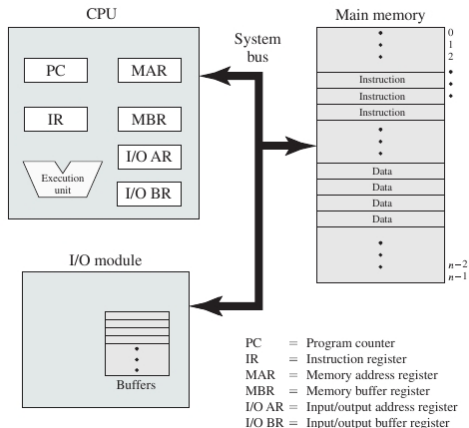 CPU
PC
MAR
IR
MBR
I/O AR
Execution
unit
I/O BR
System
bus
Main memory
0
1
2
Instruction
Instruction
Instruction
Data
Data
Data
Data
n−2
n−1
I/O module
Buffers
PC = Program counter
IR = Instruction register
MAR = Memory address register
MBR = Memory buffer register
I/O AR = Input/output address register
I/O BR = Input/output buffer register